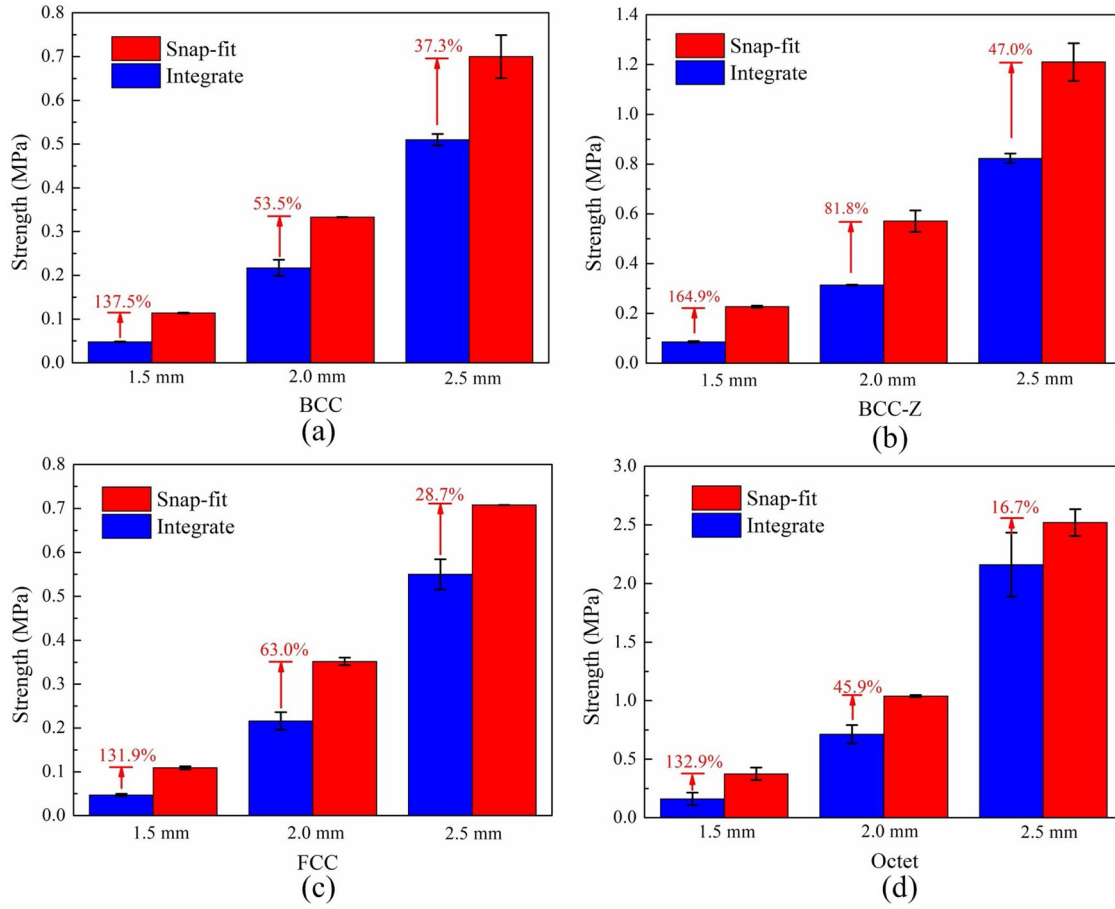 0.8
0.7
0.6
0.5
0.4
0.3
0.2
0.1
0.0
Strength (MPa)
Snap-fit
Integrate
137.5%
53.5%
37.3%
1.5 mm
2.0 mm
2.5 mm
BCC
(a)
1.4
1.2
1.0
0.8
0.6
0.4
0.2
0.0
Strength (MPa)
Snap-fit
Integrate
164.9%
81.8%
47.0%
1.5 mm
2.0 mm
2.5 mm
BCC-Z
(b)
0.8
0.7
0.6
0.5
0.4
0.3
0.2
0.1
0.0
Strength (MPa)
Snap-fit
Integrate
131.9%
63.0%
28.7%
1.5 mm
2.0 mm
2.5 mm
FCC
(c)
3.0
2.5
2.0
1.5
1.0
0.5
0.0
Strength (MPa)
Snap-fit
Integrate
132.9%
45.9%
16.7%
1.5 mm
2.0 mm
2.5 mm
Octet
(d)